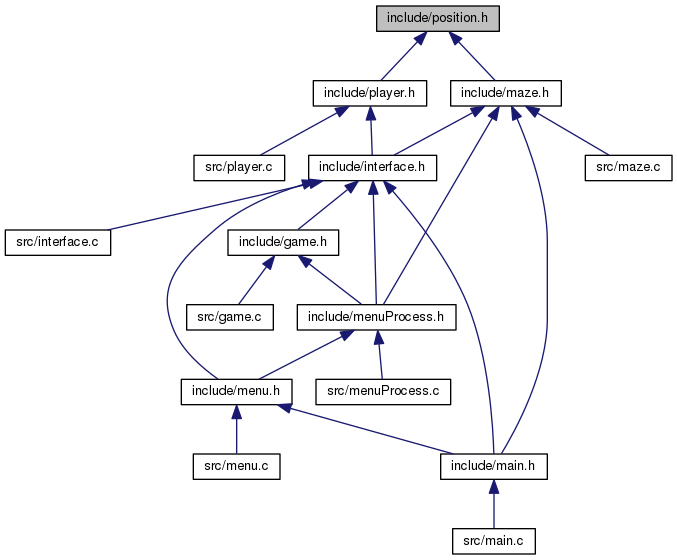 include/position.h
include/player.h
include/maze.h
src/player.c
include/interface.h
src/maze.c
src/interface.c
include/game.h
src/game.c
include/menuProcess.h
include/menu.h
src/menuProcess.c
src/menu.c
include/main.h
src/main.c